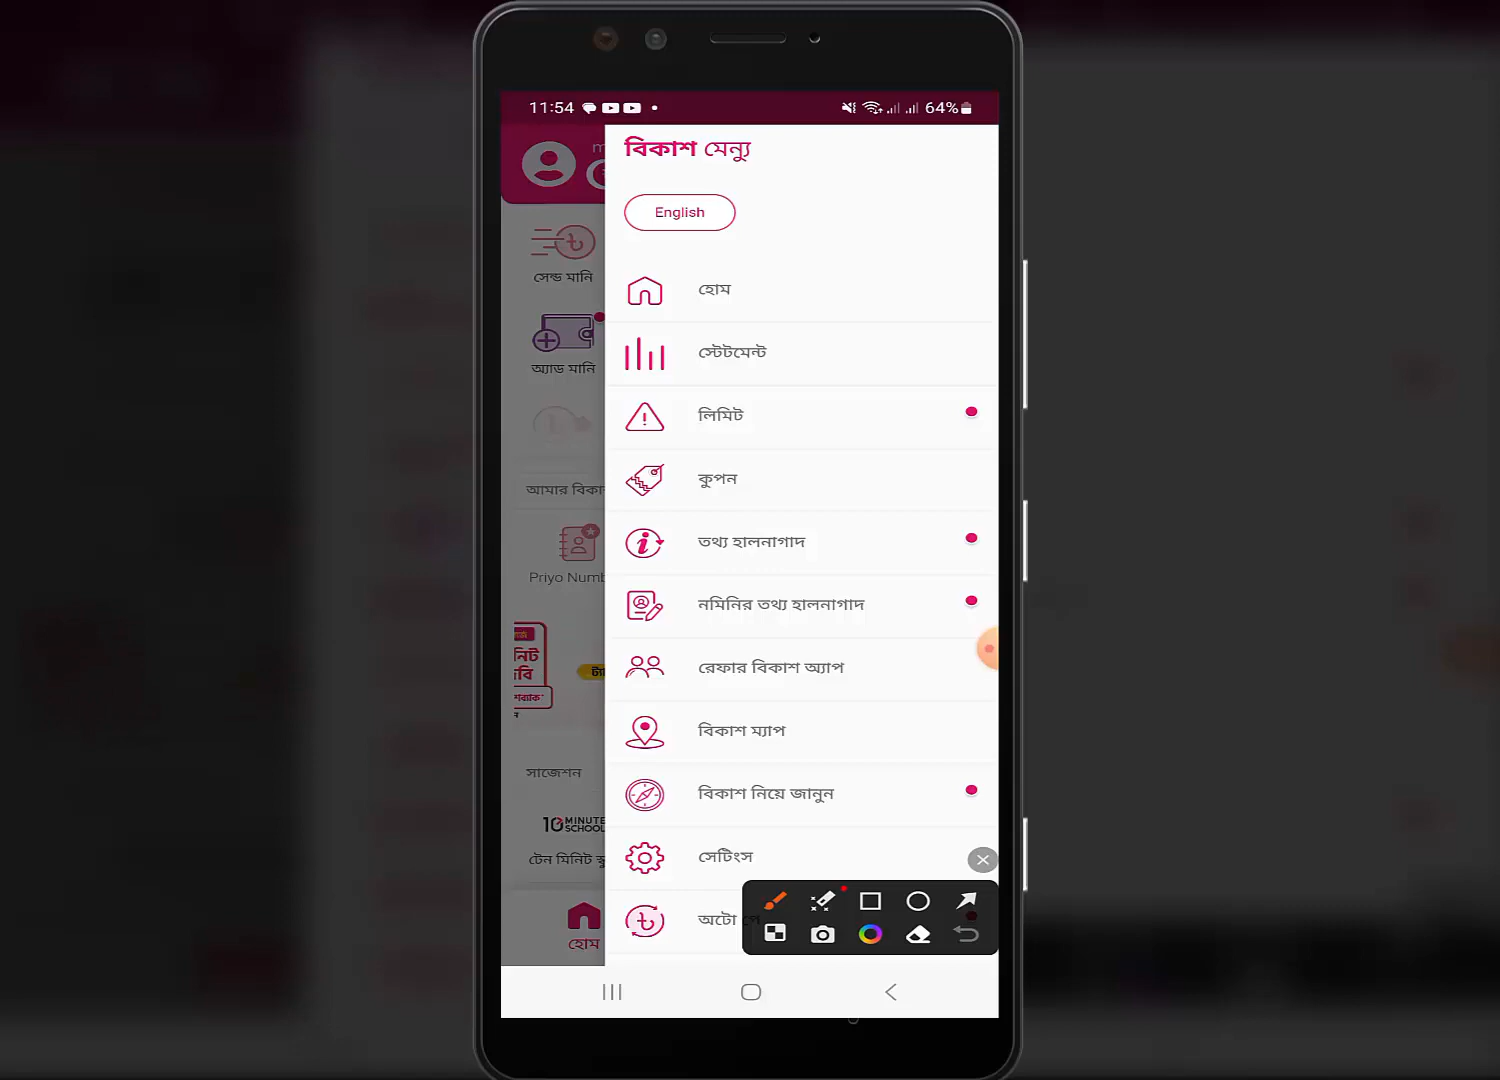 11:54
64%
বিকাশ মেন্যু
English
হোম
স্টেটমেন্ট
লিমিট
কুপন
তথ্য হালনাগাদ
নমিনির তথ্য হালনাগাদ
রেফার বিকাশ অ্যাপ
বিকাশ ম্যাপ
বিকাশ নিয়ে জানুন
সেটিংস
অটো পে
সেন্ড মানি
অ্যাড মানি
আমার বিকা
Priyo Numb
সাজেশন
10 MINUTE
SCHOOL
টেন মিনিট স্কু
হোম